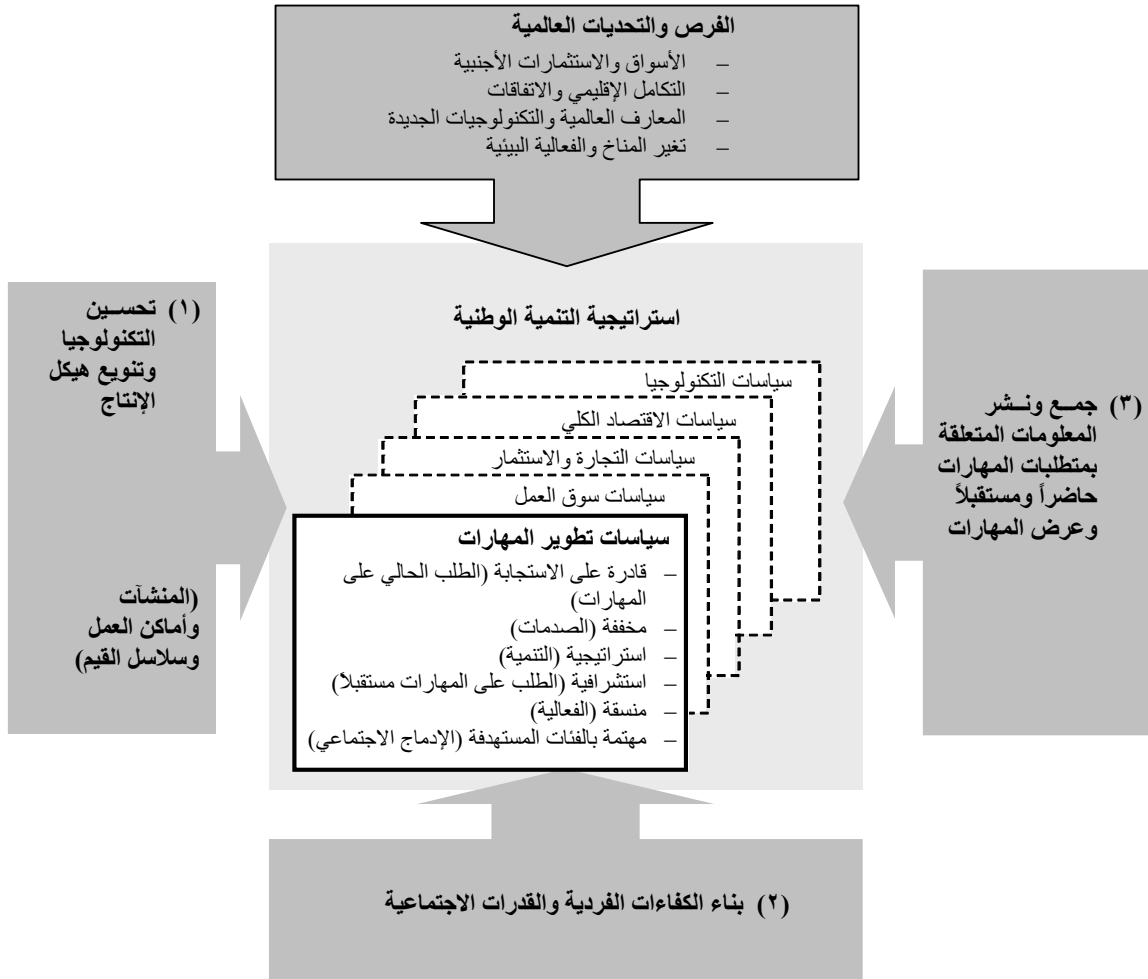 الفرص والتحديات العالمية
– الأسواق والاستثمارات الأجنبية
– التكامل الإقليمي والاتفاقات
– المعارف العالمية والتكنولوجيات الجديدة
– تغير المناخ والفعالية البيئية
(١) تحســين
التكنولوجيا
وتنويع هيكل
الإنتاج
(المنشآت
وأماكن العمل
وسلاسل القيم)
استراتيجية التنمية الوطنية
سياسات التكنولوجيا
سياسات الاقتصاد الكلي
سياسات التجارة والاستثمار
سياسات سوق العمل
سياسات تطوير المهارات
– قادرة على الاستجابة (الطلب الحالي على
المهارات)
– مخففة (الصدمات)
– استراتيجية (التنمية)
– استشرافية (الطلب على المهارات مستقبلاً)
– منسقة (الفعالية)
– مهتمة بالفئات المستهدفة (الإدماج الاجتماعي)
(٣) جمــع ونــشر
المعلومات المتعلقة
بمتطلبات المهارات
حاضراً ومستقبلاً
وعرض المهارات
(٢) بناء الكفاءات الفردية والقدرات الاجتماعية